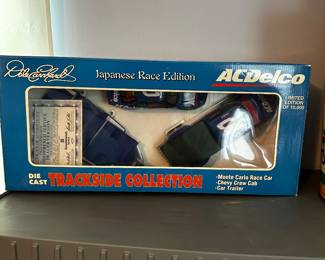 Dale Earnhardt
Japanese Race Edition
ACDelco
LIMITED
EDITION
OF 10,000
DIE
CAST
TRACKSIDE COLLECTION
•Monte Carlo Race Car
•Chevy Crew Cab
•Car Trailer